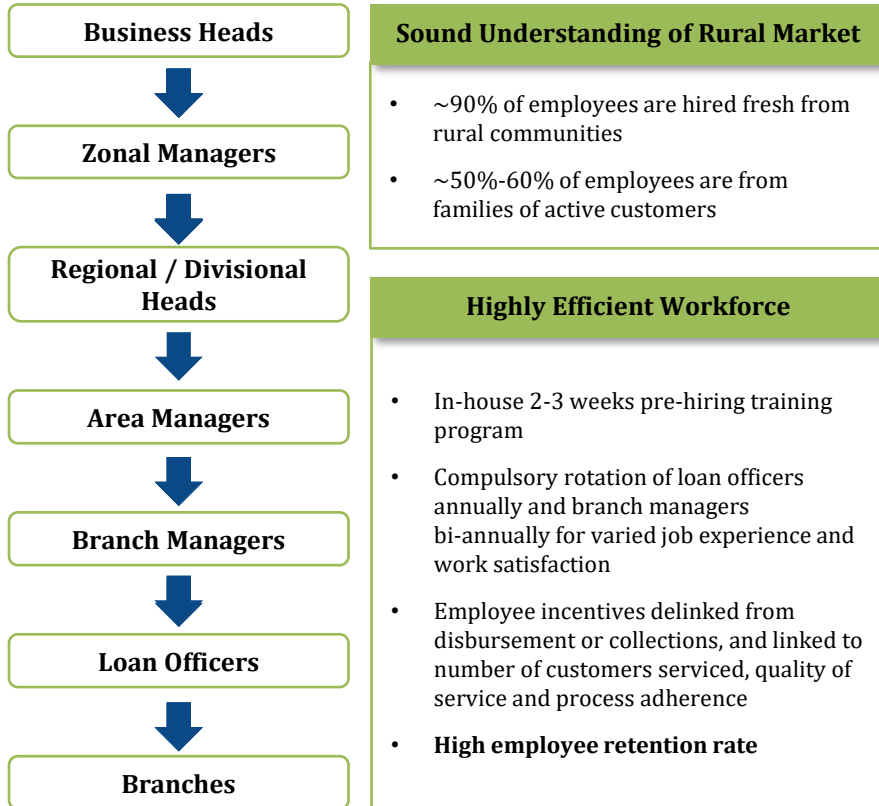 Business Heads
Zonal Managers
Regional / Divisional
Heads
Area Managers
Branch Managers
Loan Officers
Branches
Sound Understanding of Rural Market
• ~90% of employees are hired fresh from
rural communities
• ~50%-60% of employees are from
families of active customers
Highly Efficient Workforce
• In-house 2-3 weeks pre-hiring training
program
• Compulsory rotation of loan officers
annually and branch managers
bi-annually for varied job experience and
work satisfaction
• Employee incentives delinked from
disbursement or collections, and linked to
number of customers serviced, quality of
service and process adherence
• High employee retention rate